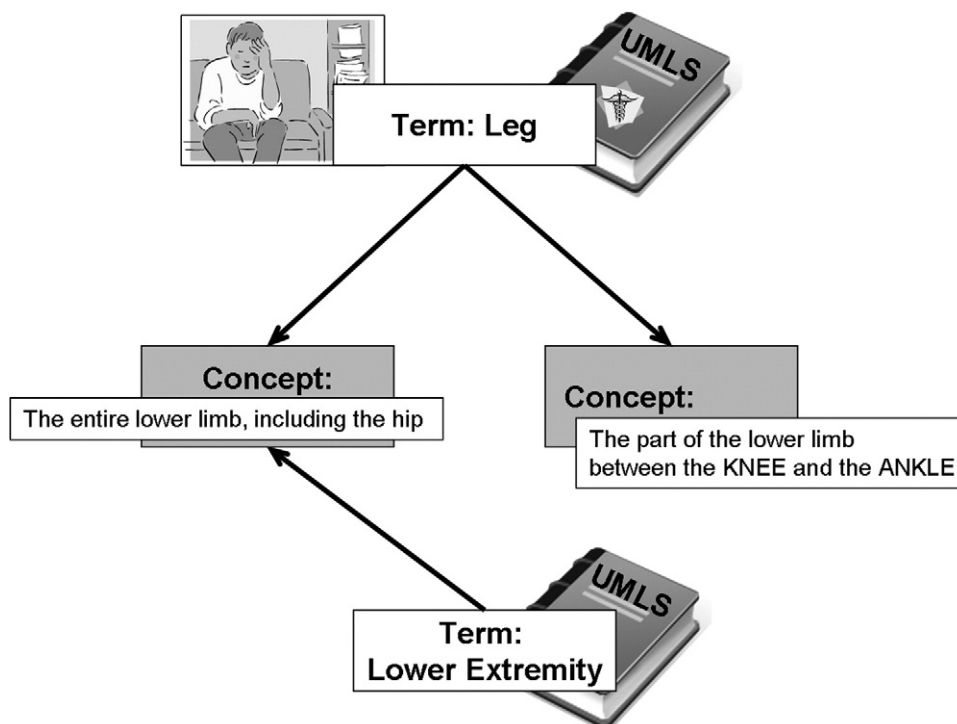 UMLS
Term: Leg
Concept:
The entire lower limb, including the hip
Concept:
The part of the lower limb
between the KNEE and the ANKLE
UMLS
Term:
Lower Extremity